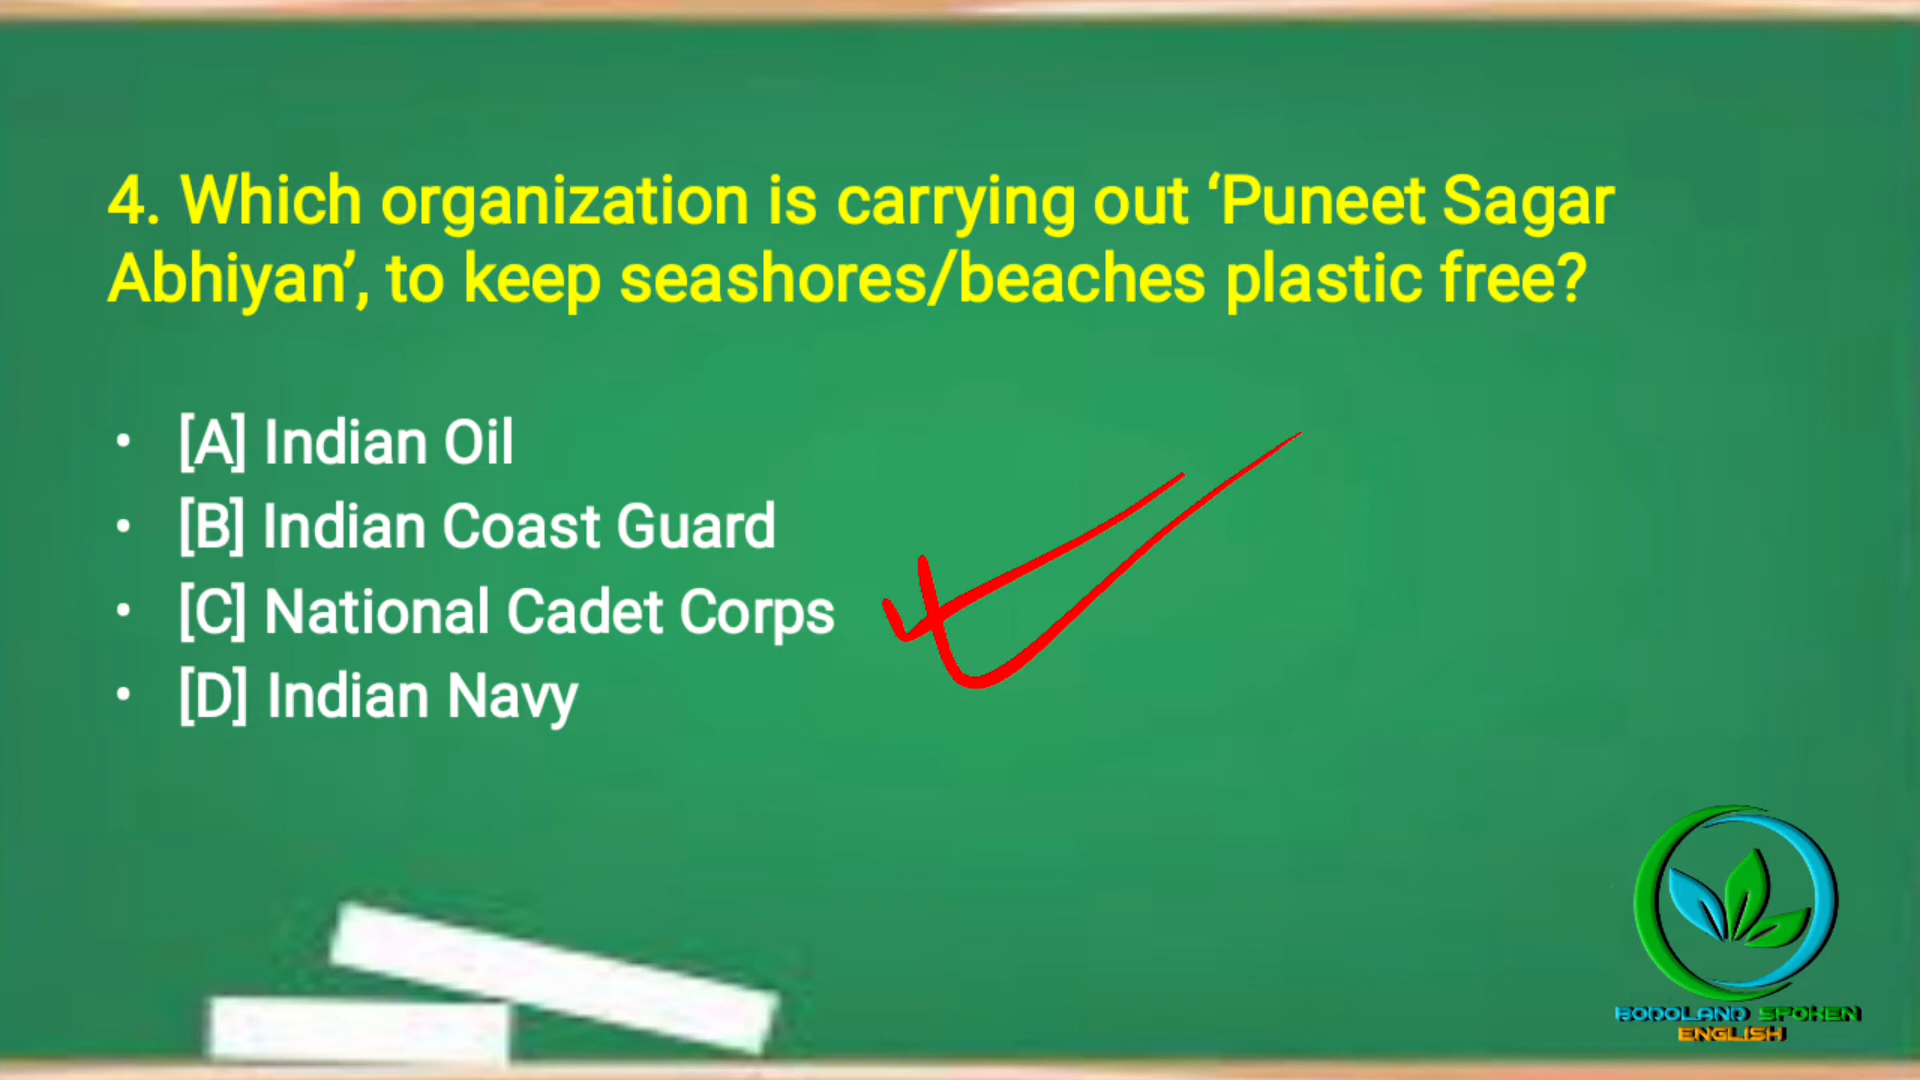 4. Which organization is carrying out ‘Puneet Sagar
Abhiyan’, to keep seashores/beaches plastic free?
• [A] Indian Oil
• [B] Indian Coast Guard
• [C] National Cadet Corps
• [D] Indian Navy
BODOLAND SPOKEN
ENGLISH